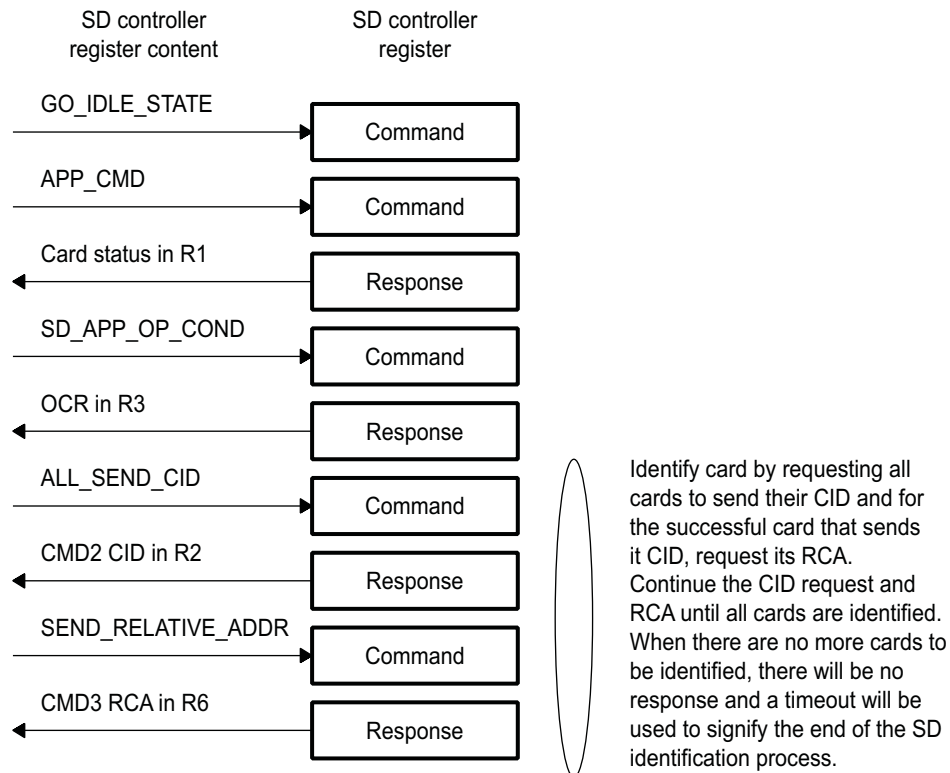 SD controller
register content
SD controller
register
GO_IDLE_STATE
Command
APP_CMD
Command
Card status in R1
Response
SD_APP_OP_COND
Command
OCR in R3
Response
ALL_SEND_CID
Command
CMD2 CID in R2
Response
SEND_RELATIVE_ADDR
Command
CMD3 RCA in R6
Response
Identify card by requesting all
cards to send their CID and for
the successful card that sends
it CID, request its RCA.
Continue the CID request and
RCA until all cards are identified.
When there are no more cards to
be identified, there will be no
response and a timeout will be
used to signify the end of the SD
identification process.